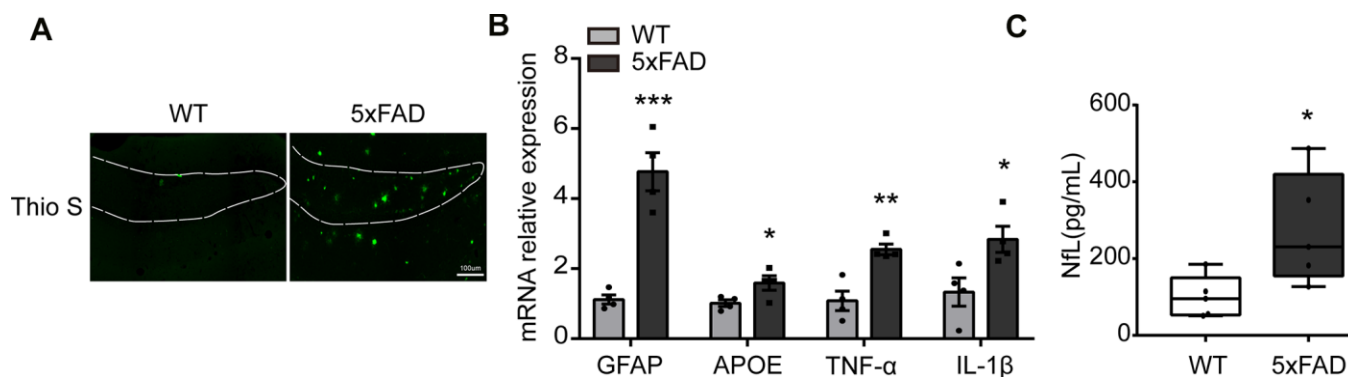 A
WT 5xFAD
Thio S
100um
B
WT
5xFAD
mRNA relative expression
8
6
4
2
0
***
*
**
*
GFAP APOE TNF-α IL-1β
C
NfL(pg/mL)
600
400
200
0
*
WT 5xFAD